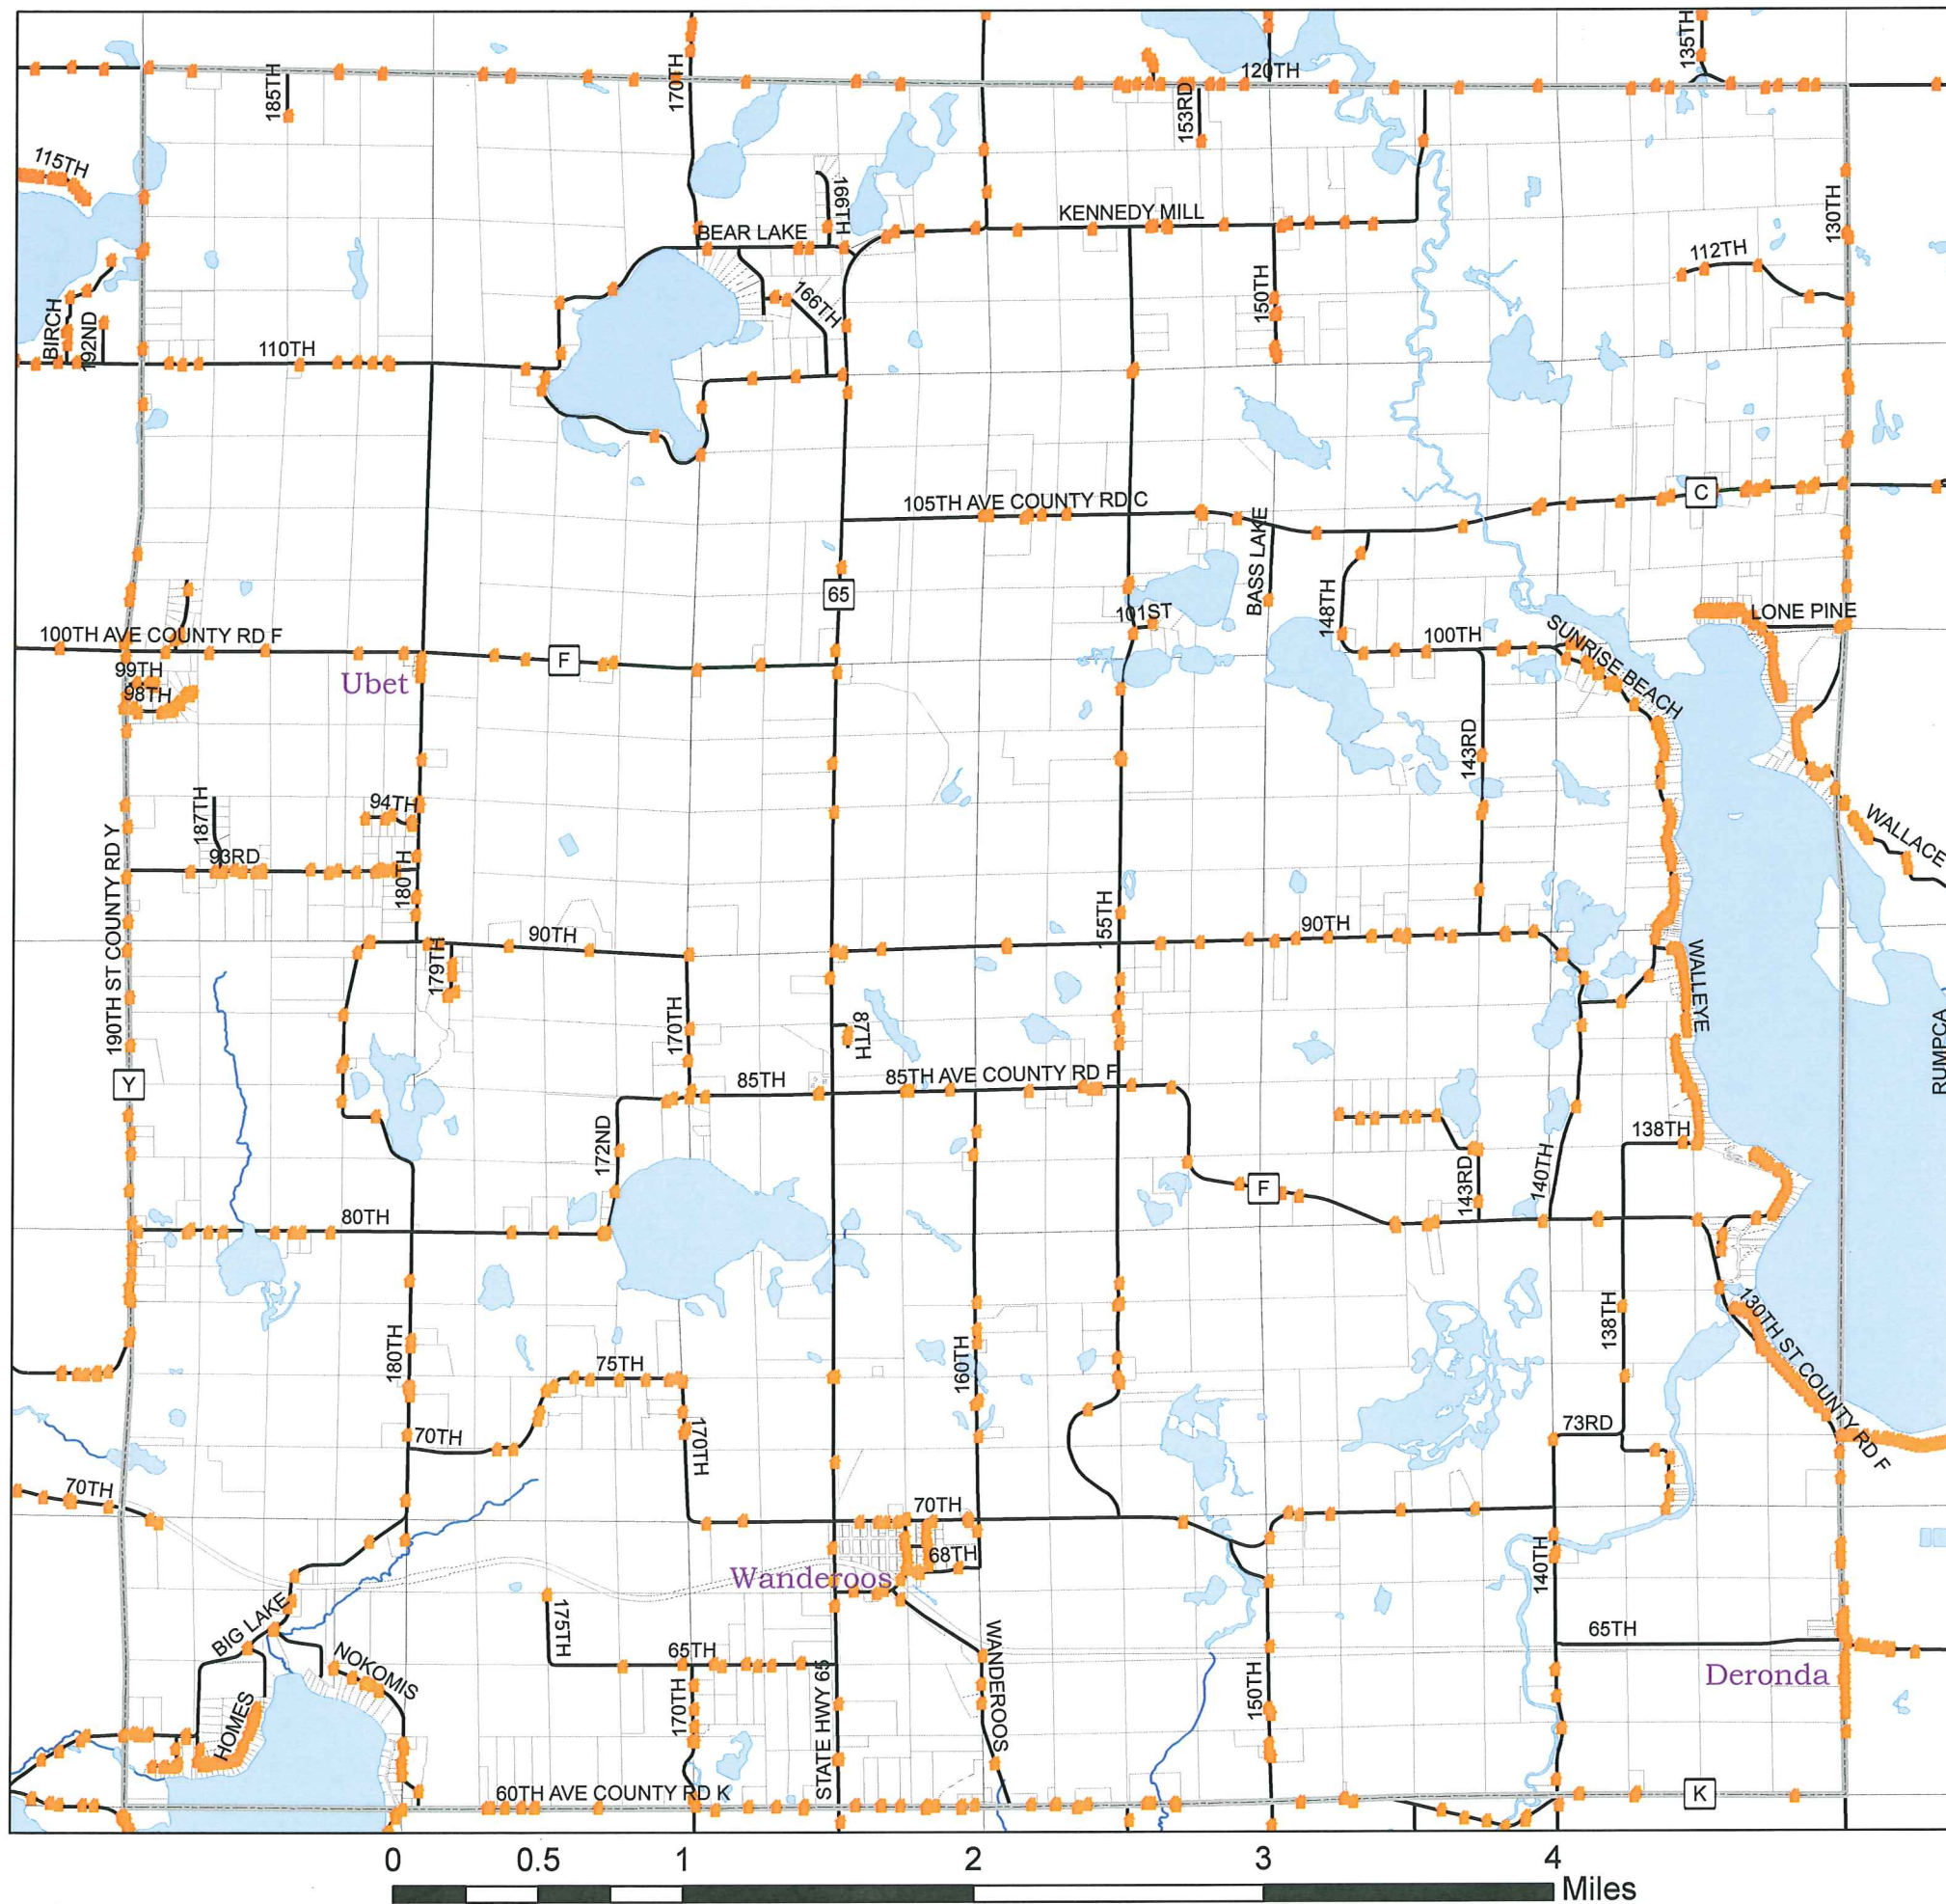 135TH
120TH
185TH
170TH
153RD
115TH
166TH
130TH
KENNEDY MILL
BEAR LAKE
112TH
150TH
166TH
BIRCH
192ND
110TH
105TH AVE COUNTY RD C
C
BASS LAKE
65
148TH
101ST
LONE PINE
100TH AVE COUNTY RD F
100TH
SUNRISE BEACH
F
99TH
Ubet
98TH
143RD
187TH
94TH
WALLACE
190TH ST COUNTY RD Y
93RD
180TH
155TH
90TH
90TH
179TH
WALLEYE
170TH
87TH
RUMPCA
Y
85TH
85TH AVE COUNTY RD F
172ND
138TH
143RD
140TH
F
80TH
138TH
130TH ST COUNTY RD F
180TH
75TH
160TH
70TH
170TH
73RD
70TH
70TH
68TH
140TH
Wanderoos
175TH
BIG LAKE
65TH
NOKOMIS
65TH
WANDEROOS
Deronda
170TH
STATE HWY 65
150TH
HOMES
60TH AVE COUNTY RD K
K
0 0.5 1 2 3 4
Miles